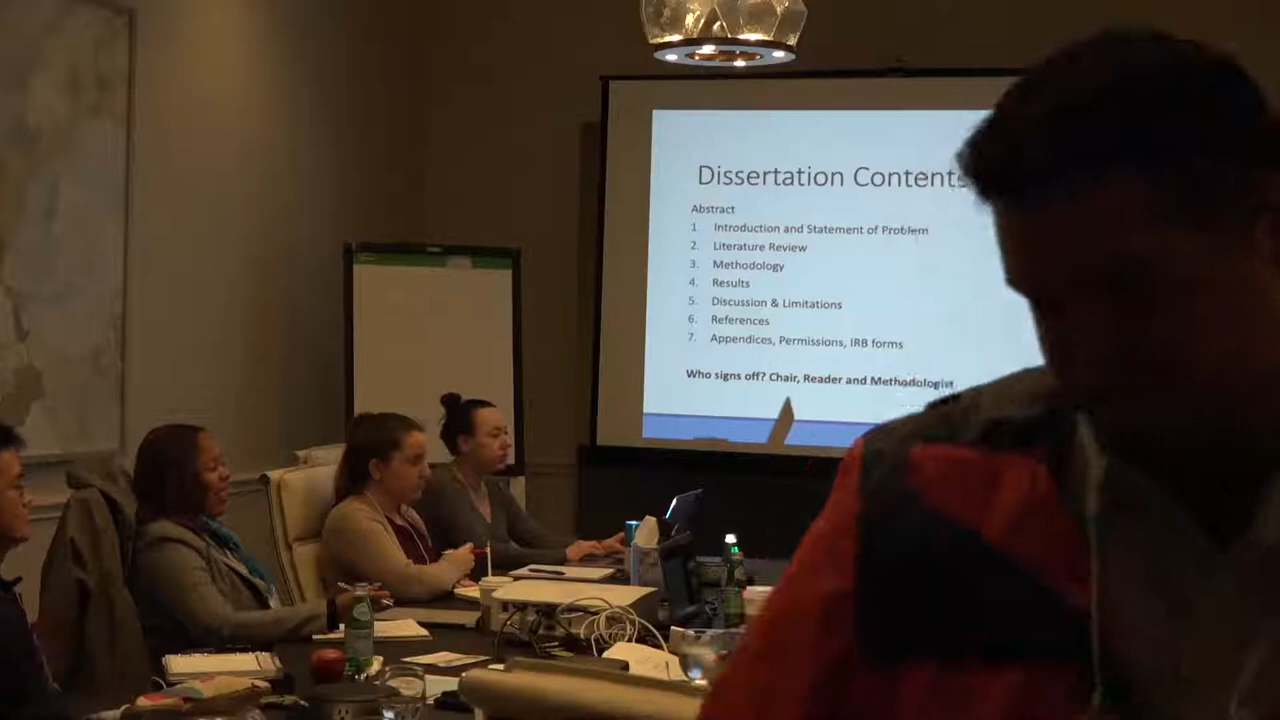 Dissertation Contents
Abstract
1. Introduction and Statement of Problem
2. Literature Review
3. Methodology
4. Results
5. Discussion & Limitations
6. References
7. Appendices, Permissions, IRB forms
Who signs off? Chair, Reader and Methodologist